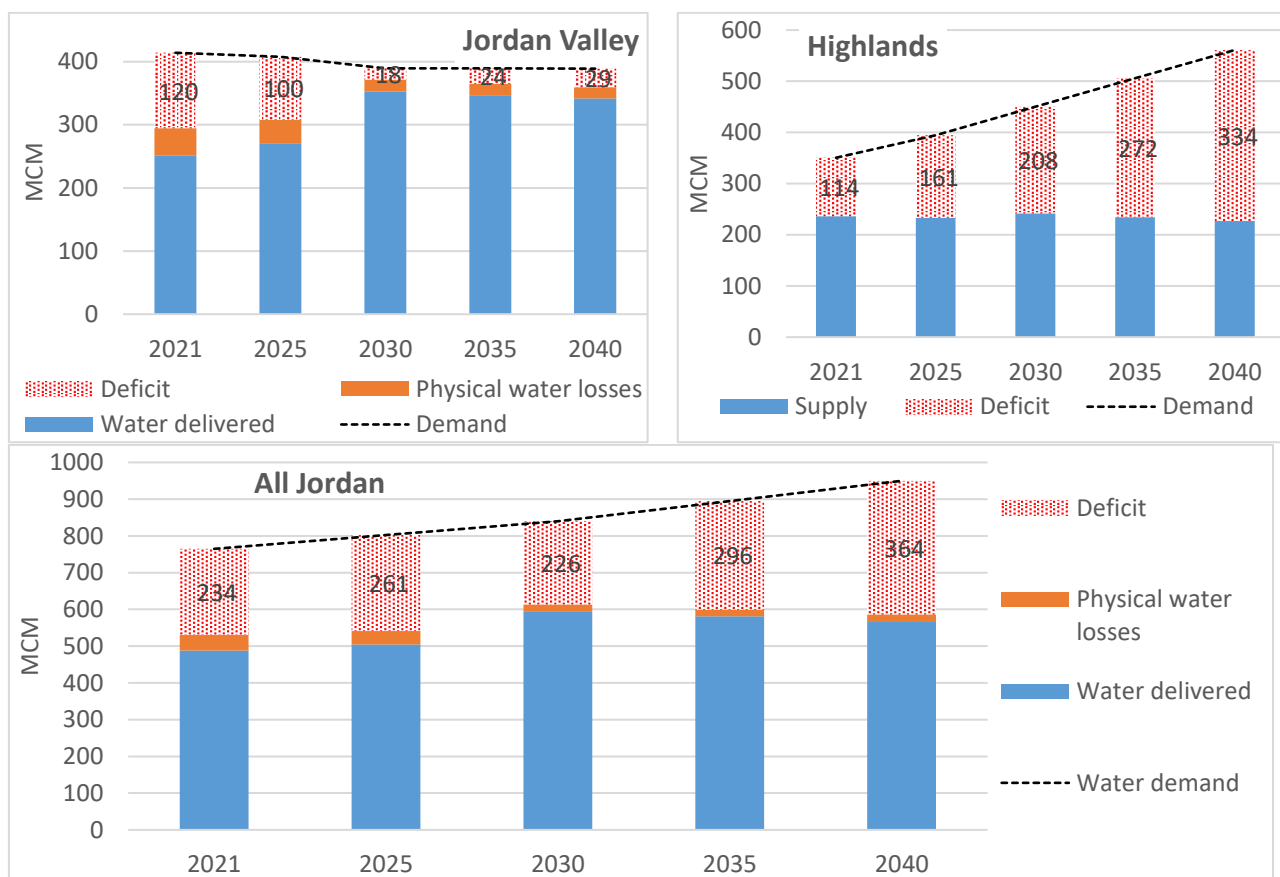 Jordan Valley
MCM
400
300
200
100
0
120
100
18
24
29
2021 2025 2030 2035 2040
Deficit Physical water losses
Water delivered Demand
Highlands
MCM
600
500
400
300
200
100
0
114
161
208
272
334
2021 2025 2030 2035 2040
Supply Deficit Demand
All Jordan
MCM
1000
900
800
700
600
500
400
300
200
100
0
234
261
226
296
364
2021 2025 2030 2035 2040
Deficit
Physical water
losses
Water delivered
Water demand